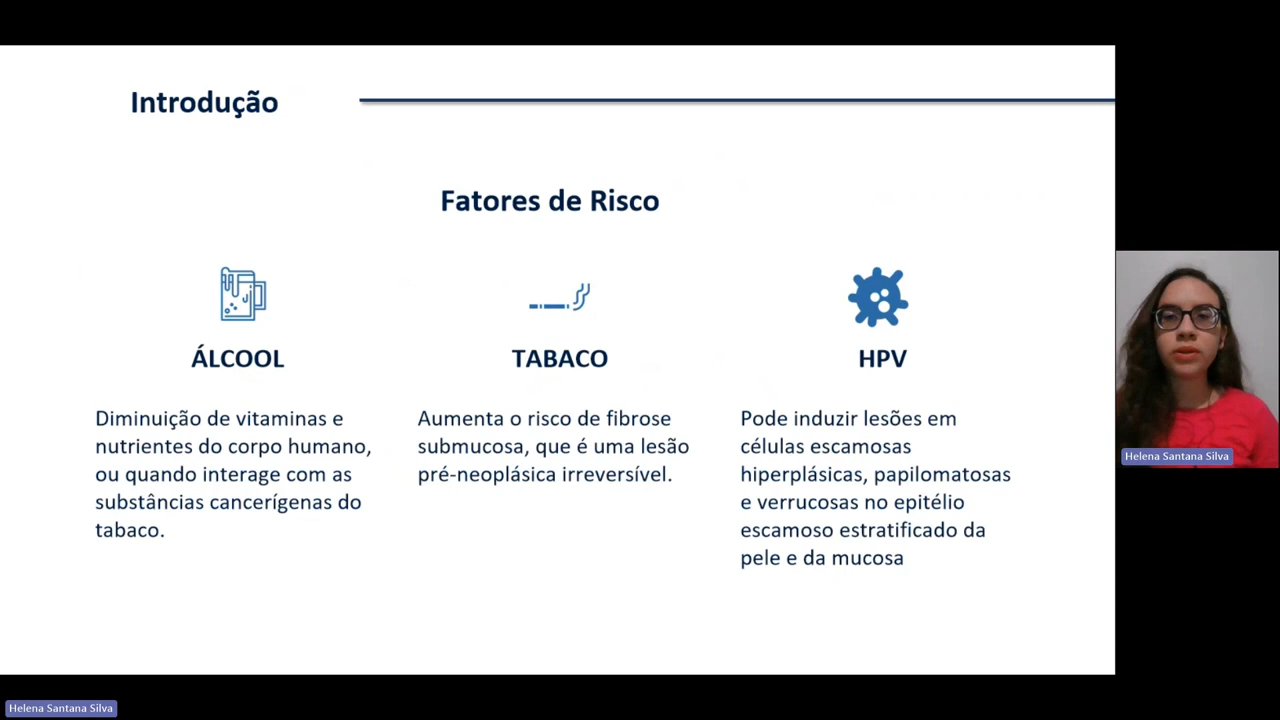 Introdução
Fatores de Risco
ÁLCOOL
Diminuição de vitaminas e
nutrientes do corpo humano,
ou quando interage com as
substâncias cancerígenas do
tabaco.
TABACO
Aumenta o risco de fibrose
submucosa, que é uma lesão
pré-neoplásica irreversível.
HPV
Pode induzir lesões em
células escamosas
hiperplásicas, papilomatosas
e verrucosas no epitélio
escamoso estratificado da
pele e da mucosa
Helena Santana Silva
Helena Santana Silva